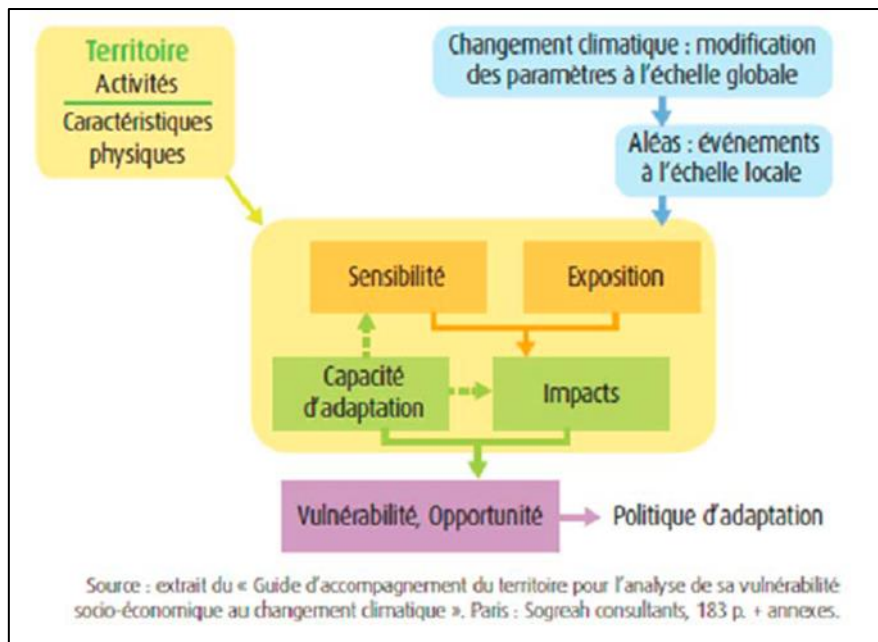 Territoire
Activités
Caractéristiques
physiques
Changement climatique : modification
des paramètres à l'échelle globale
Aléas : événements
à l'échelle locale
Sensibilité
Exposition
Capacité
d'adaptation
Impacts
Vulnérabilité, Opportunité
Politique d'adaptation
Source : extrait du « Guide d'accompagnement du territoire pour l'analyse de sa vulnérabilité
socio-économique au changement climatique ». Paris : Sogreah consultants, 183 p. + annexes.